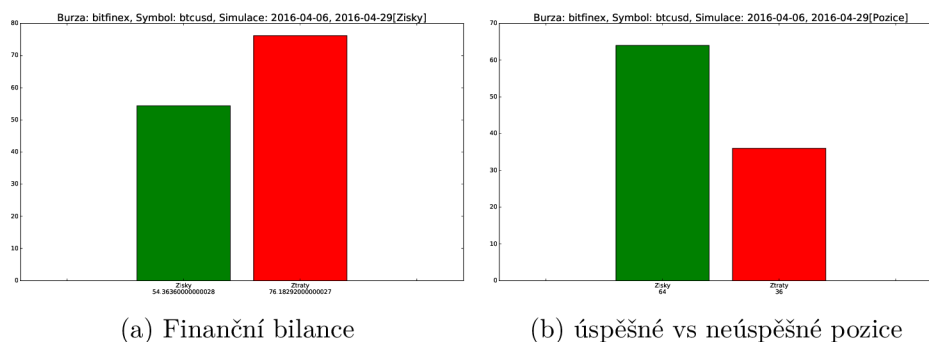 Burza: bitfinex, Symbol: btcusd, Simulace: 2016-04-06, 2016-04-29[Zisky]
80
70
60
50
40
30
20
10
0
Zisky
54.36360000000028
Ztraty
76.18292000000027
(a) Finanční bilance
Burza: bitfinex, Symbol: btcusd, Simulace: 2016-04-06, 2016-04-29[Pozice]
70
60
50
40
30
20
10
0
Zisky
64
Ztraty
36
(b) úspěšné vs neúspěšné pozice